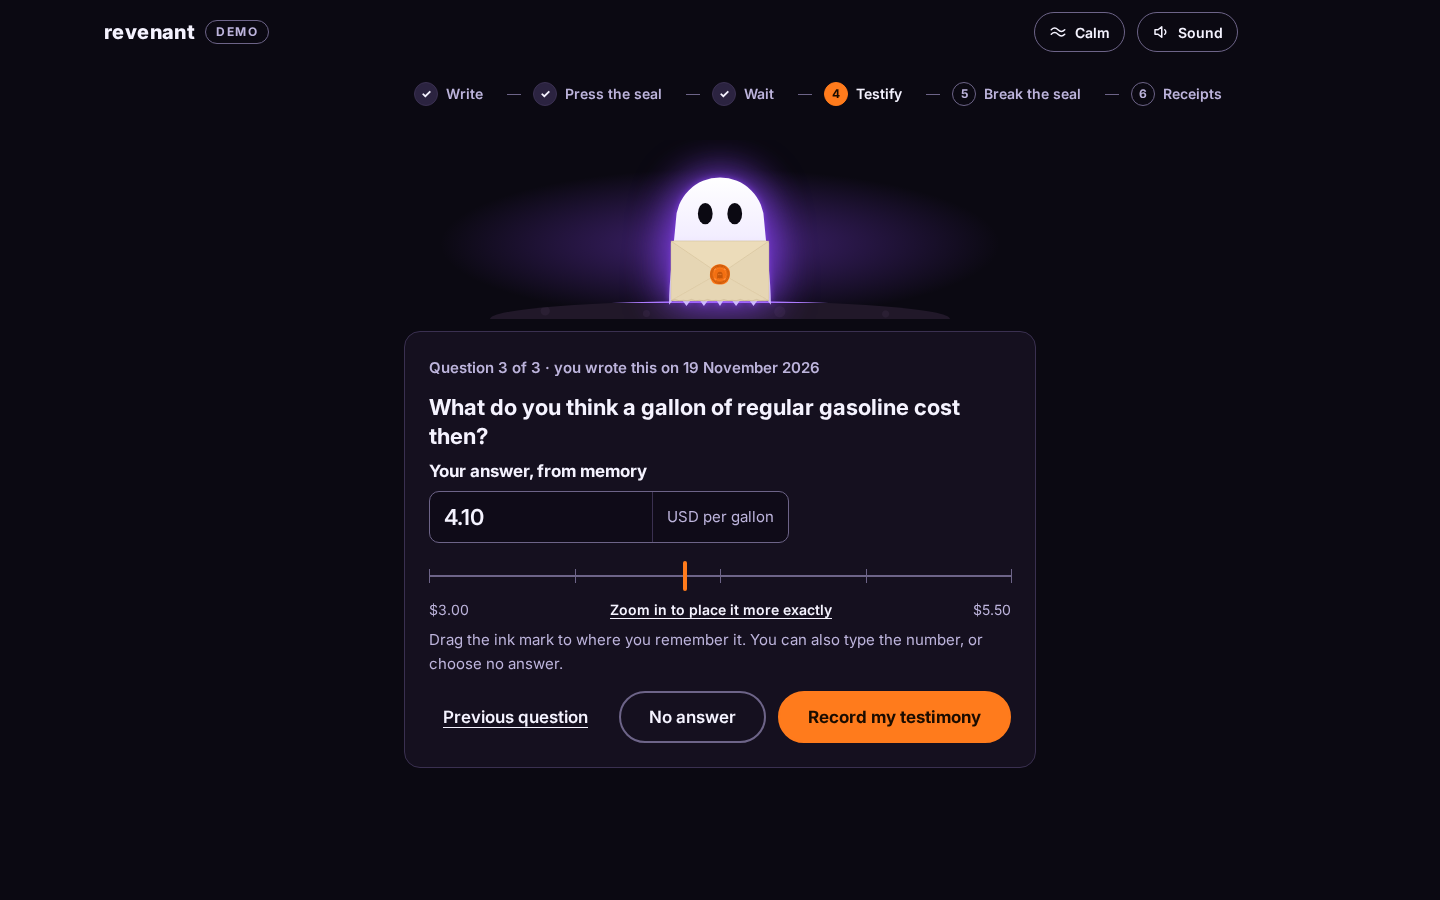 revenant DEMO
Calm
Sound
Write
Press the seal
Wait
4 Testify
5 Break the seal
6 Receipts
Question 3 of 3 · you wrote this on 19 November 2026
What do you think a gallon of regular gasoline cost
then?
Your answer, from memory
4.10 USD per gallon
$3.00 Zoom in to place it more exactly $5.50
Drag the ink mark to where you remember it. You can also type the number, or
choose no answer.
Previous question No answer Record my testimony